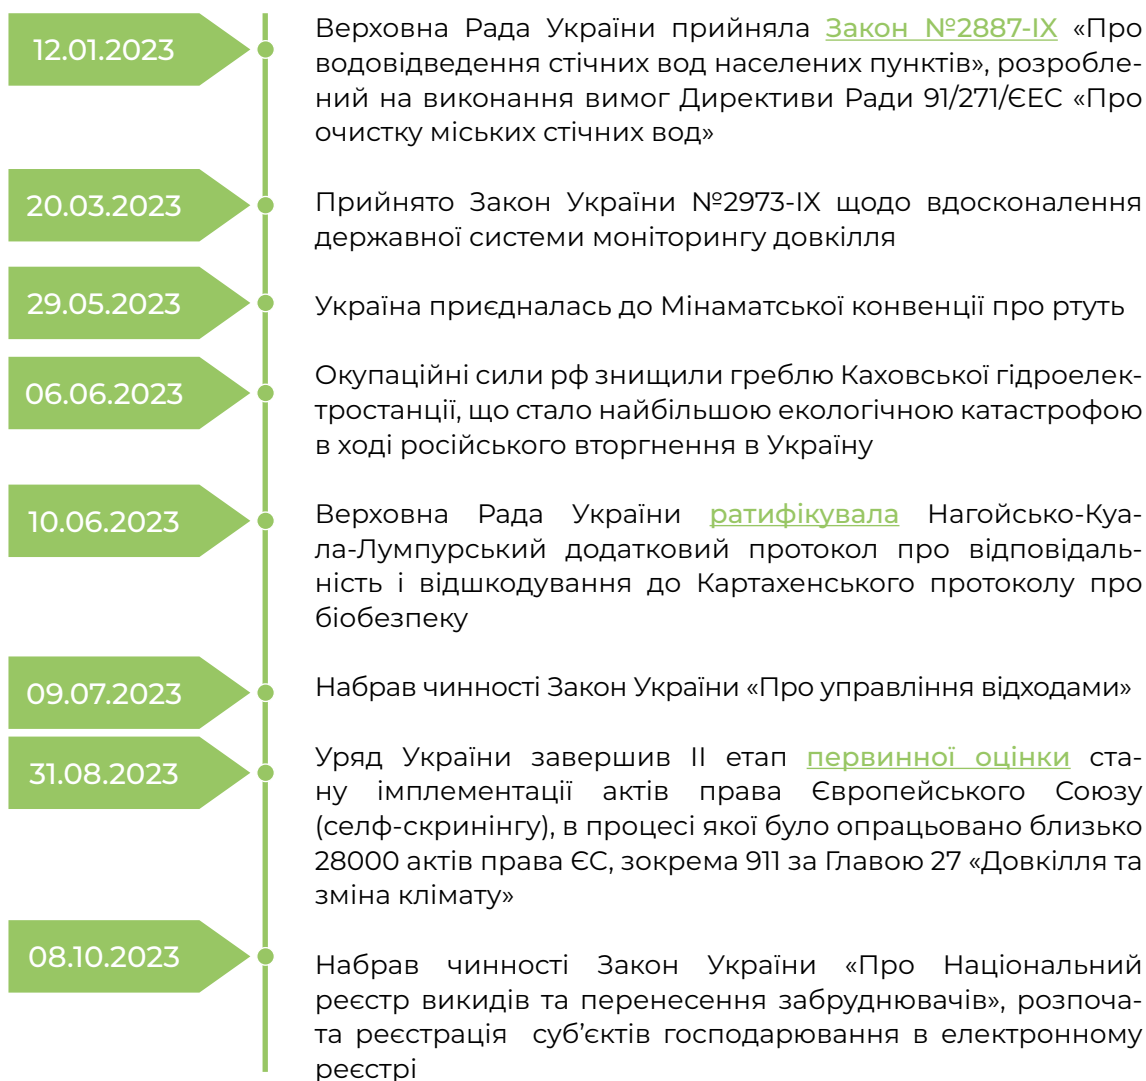 12.01.2023
Верховна Рада України прийняла Закон №2887-IX «Про
водовідведення стічних вод населених пунктів», розробле-
ний на виконання вимог Директиви Ради 91/271/ЄЕС «Про
очистку міських стічних вод»
20.03.2023
Прийнято Закон України №2973-IX щодо вдосконалення
державної системи моніторингу довкілля
29.05.2023
Україна приєдналась до Мінаматської конвенції про ртуть
06.06.2023
Окупаційні сили рф знищили греблю Каховської гідроелек-
тростанції, що стало найбільшою екологічною катастрофою
в ході російського вторгнення в Україну
10.06.2023
Верховна Рада України ратифікувала Нагойсько-Куа-
ла-Лумпурський додатковий протокол про відповідаль-
ність і відшкодування до Картахенського протоколу про
біобезпеку
09.07.2023
Набрав чинності Закон України «Про управління відходами»
31.08.2023
Уряд України завершив II етап первинної оцінки ста-
ну імплементації актів права Європейського Союзу
(селф-скринінгу), в процесі якої було опрацьовано близько
28000 актів права ЄС, зокрема 911 за Главою 27 «Довкілля та
зміна клімату»
08.10.2023
Набрав чинності Закон України «Про Національний
реєстр викидів та перенесення забруднювачів», розпоча-
та реєстрація суб’єктів господарювання в електронному
реєстрі